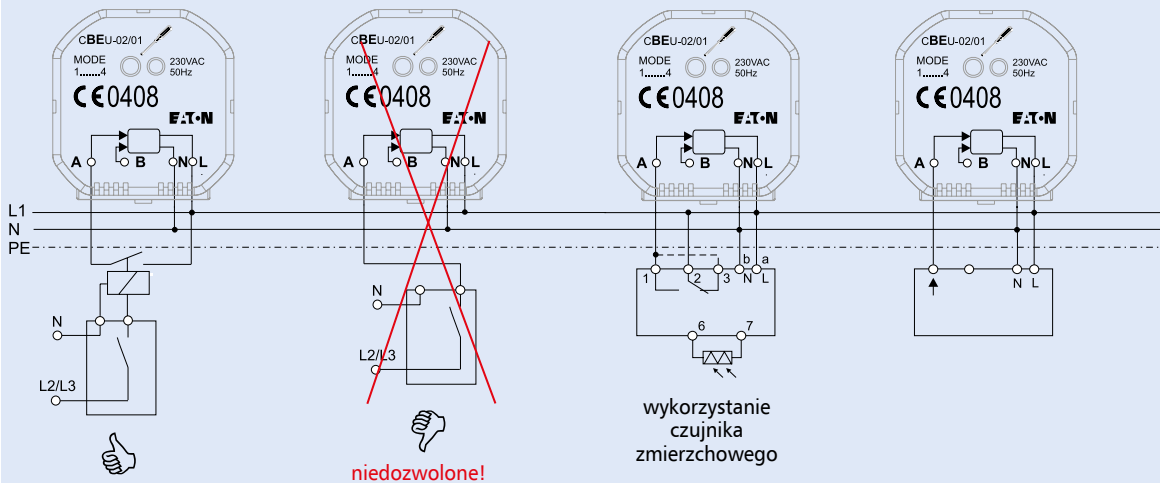 CBEU-02/01
MODE
1......4
230VAC
50Hz
CE0408
EATON
A B N L
CBEU-02/01
MODE
1......4
230VAC
50Hz
CE0408
EATON
A B N L
CBEU-02/01
MODE
1......4
230VAC
50Hz
CE0408
EATON
A B N L
CBEU-02/01
MODE
1......4
230VAC
50Hz
CE0408
EATON
A B N L
L1
N
PE
N
L2/L3
N
L2/L3
niedozwolone!
b a
1 2 3 N L
6 7
wykorzystanie
czujnika
zmierzchowego
N L